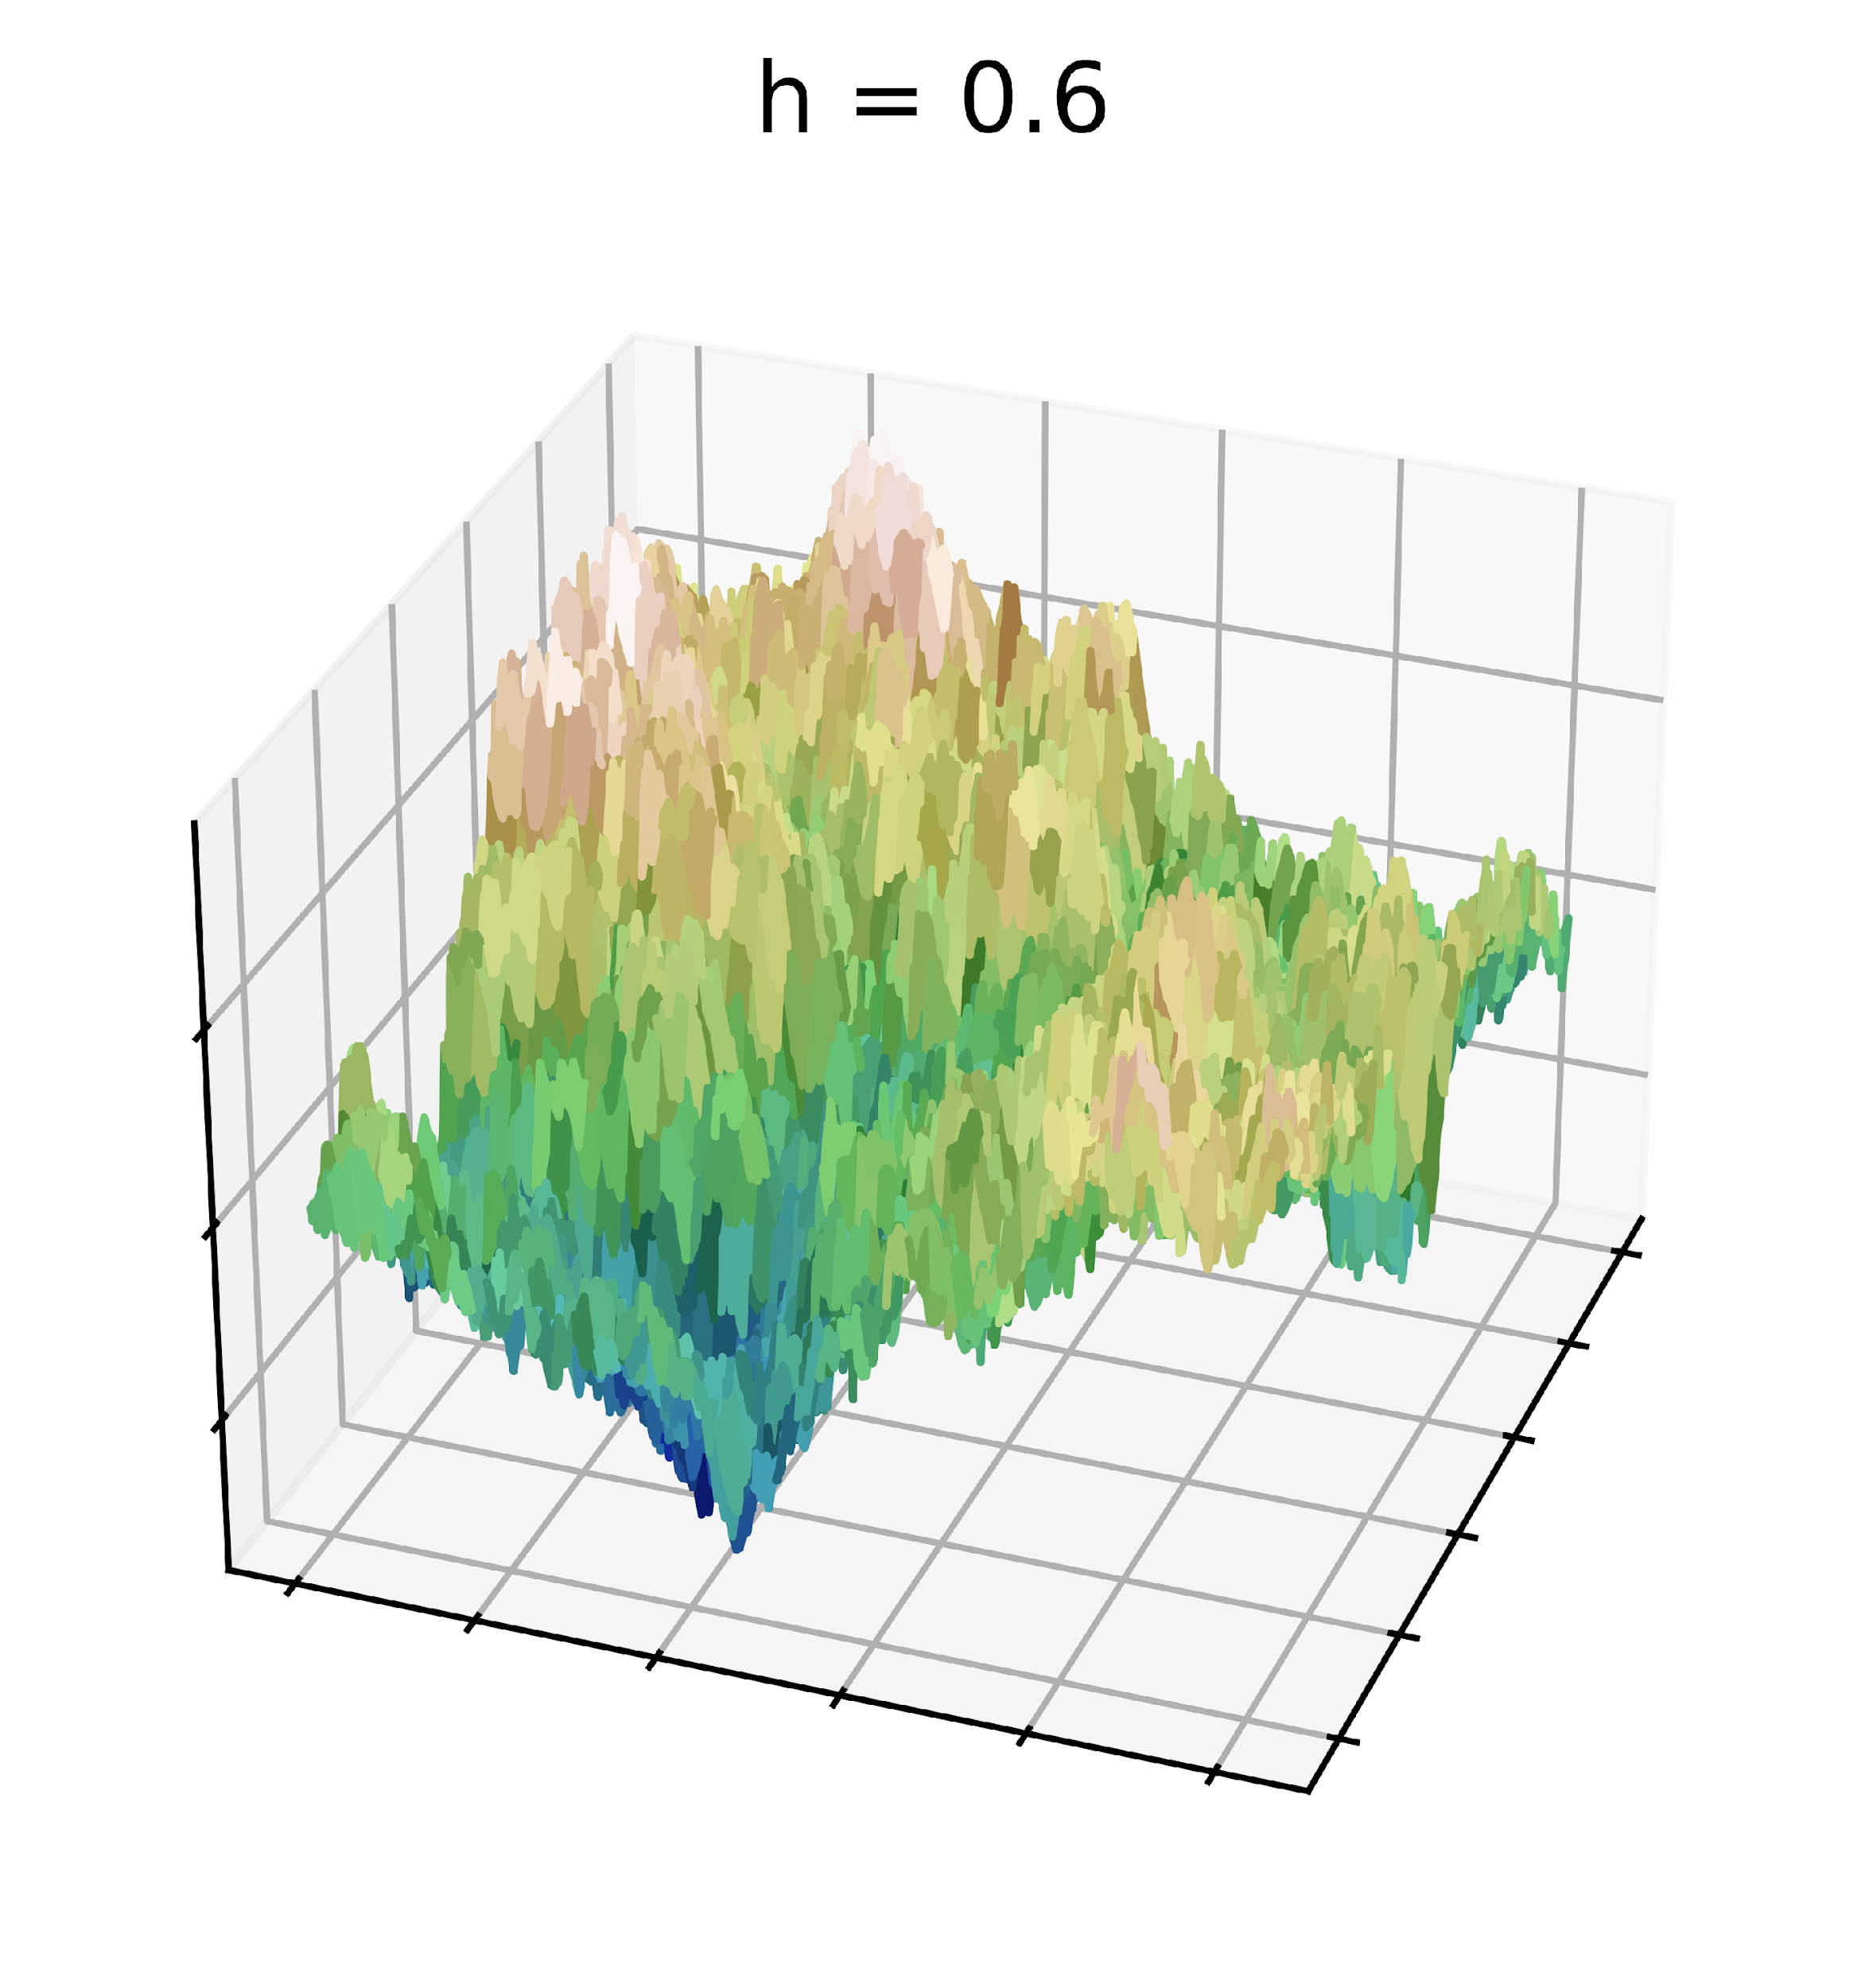 h = 0.6